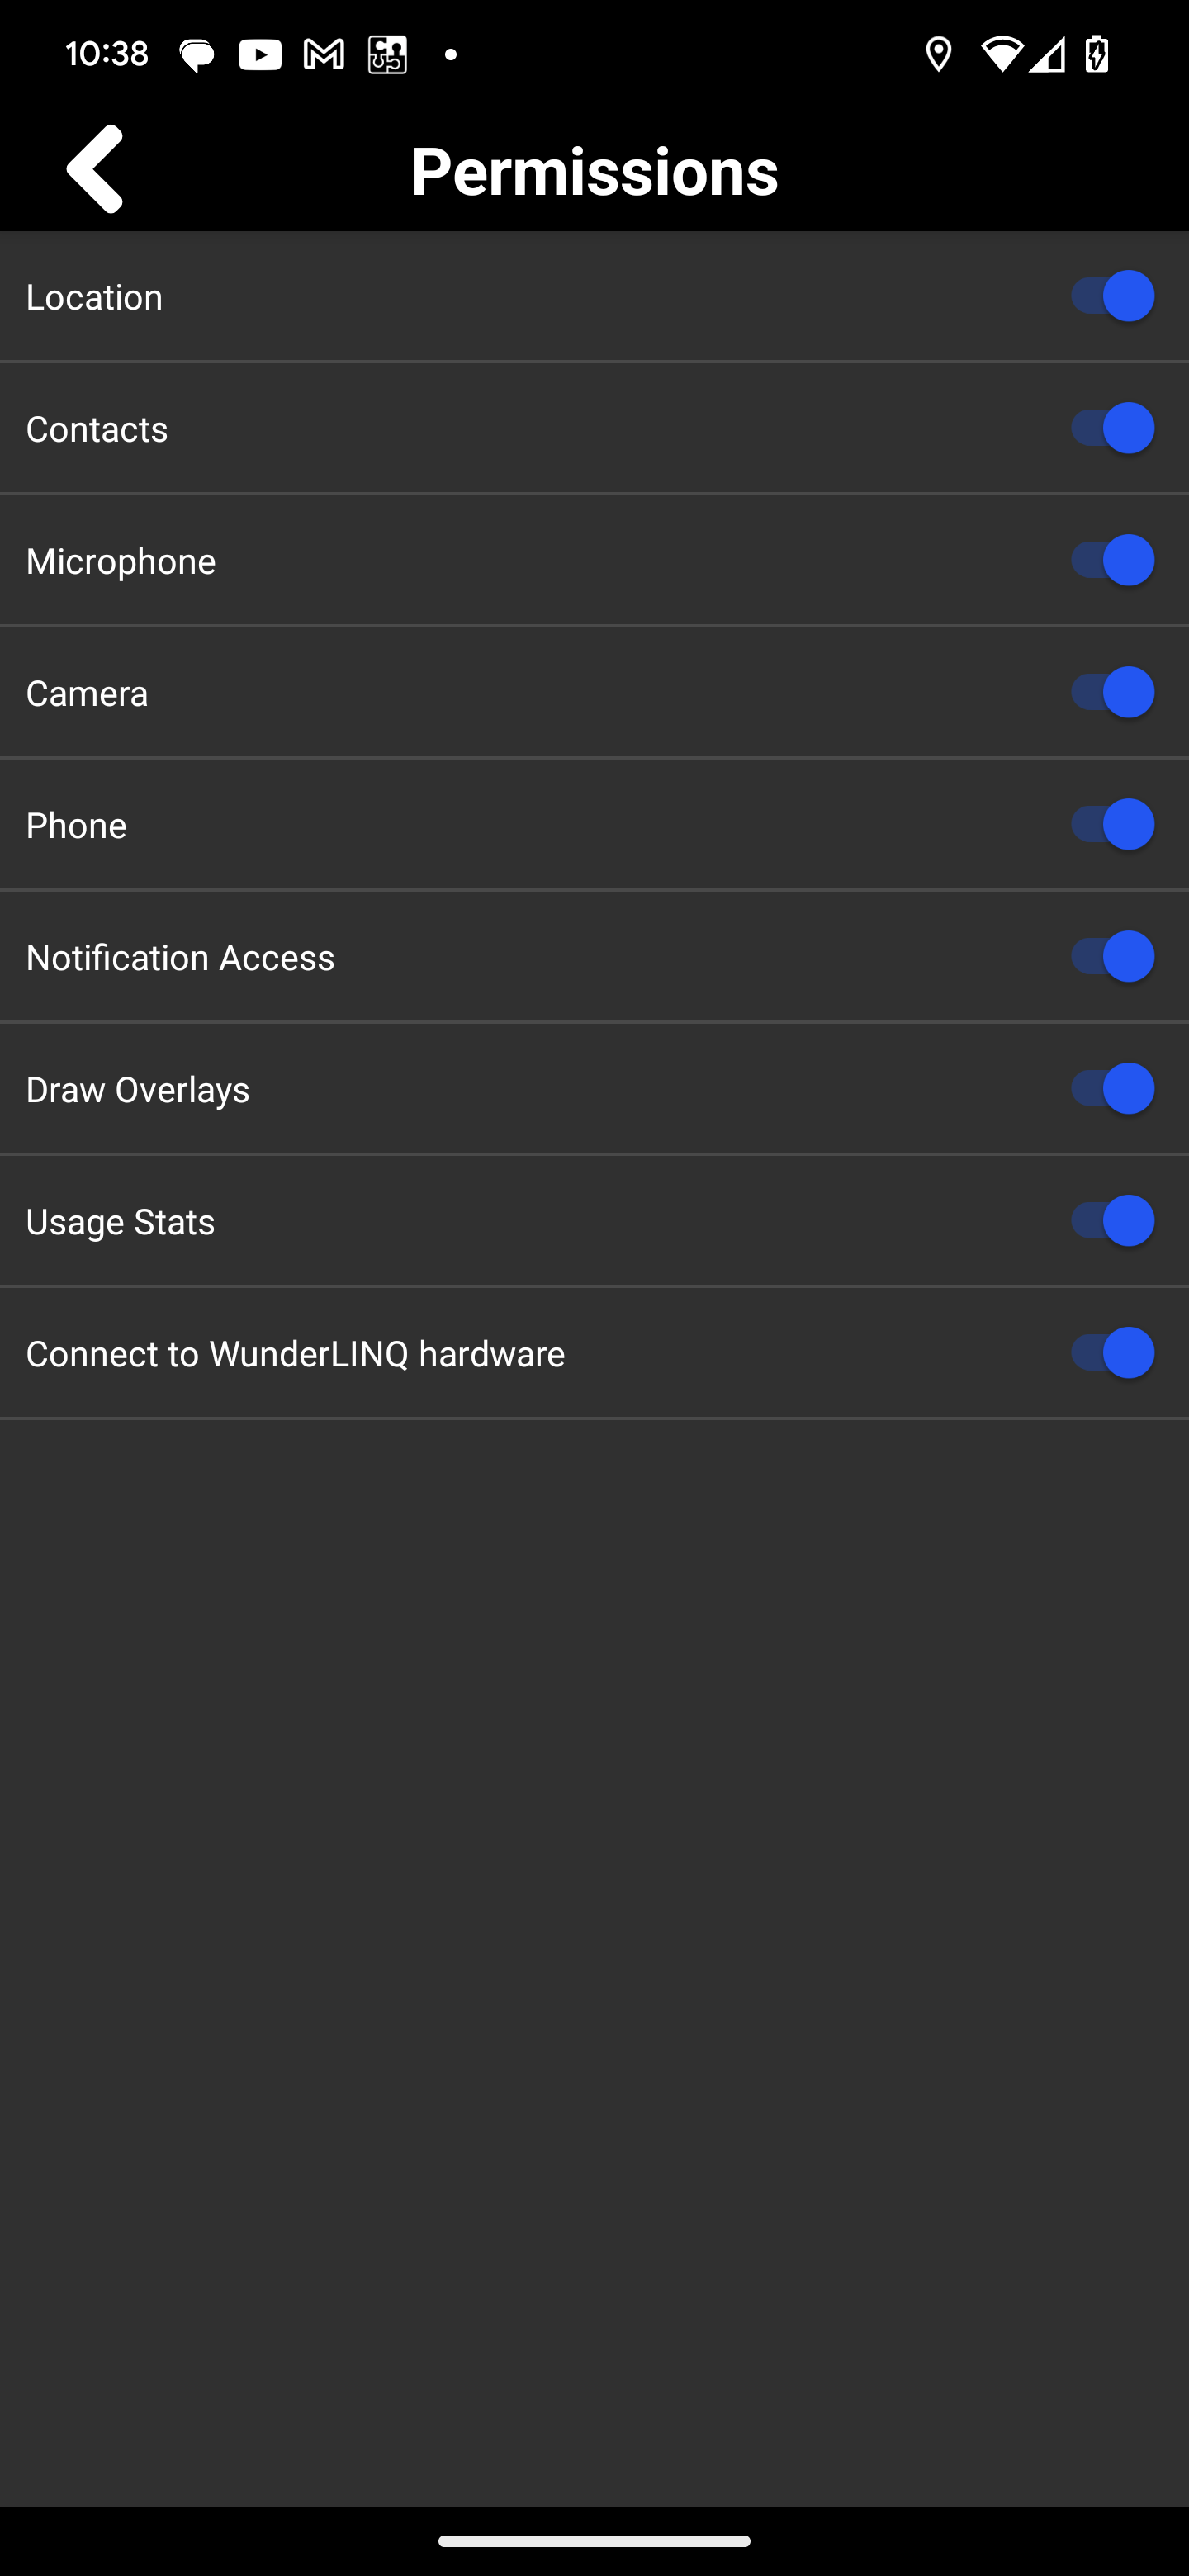 10:38
Permissions
Location
Contacts
Microphone
Camera
Phone
Notification Access
Draw Overlays
Usage Stats
Connect to WunderLINQ hardware